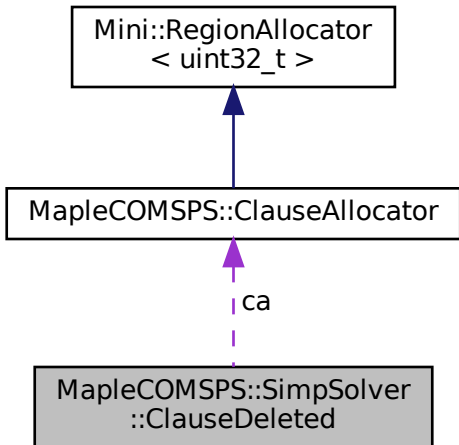 Mini::RegionAllocator
< uint32_t >
MapleCOMSPS::ClauseAllocator
ca
MapleCOMSPS::SimpSolver
::ClauseDeleted